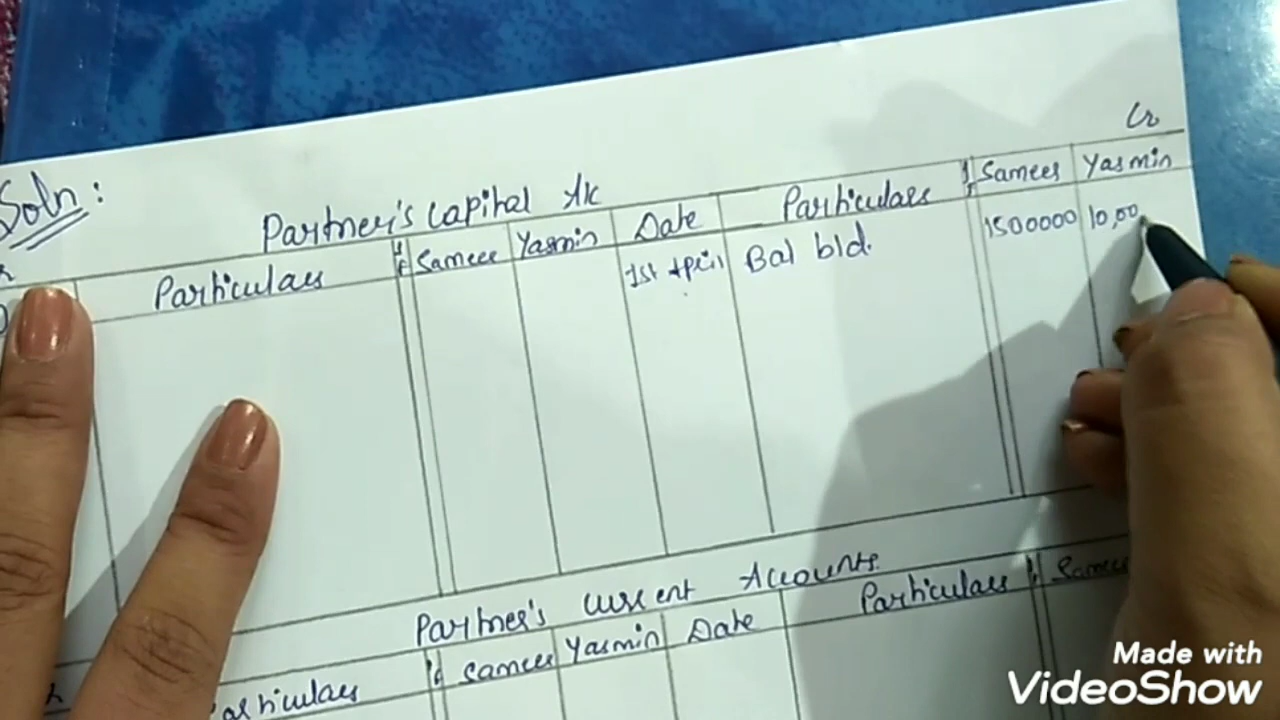 Soln:
Partner's Capital A/c
Cr
Particulars Sameer Yasmin Date Particulars Sameer Yasmin
1st April Bal b/d. 1500000 10,00
Partner's current Accounts
Particulars Sameer Yasmin Date Particulars Sameer
Made with
VideoShow